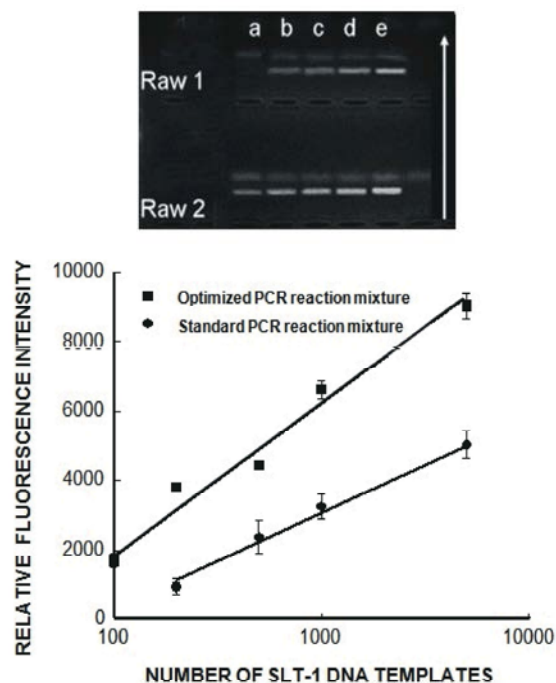 a b c d e
Raw 1
Raw 2
10000
8000
6000
4000
2000
0
Optimized PCR reaction mixture
Standard PCR reaction mixture
RELATIVE FLUORESCENCE INTENSITY
100 1000 10000
NUMBER OF SLT-1 DNA TEMPLATES